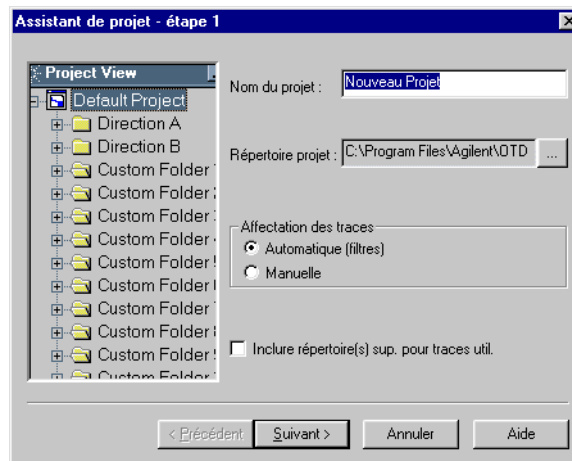 Assistant de projet - étape 1
Project View
Default Project
Direction A
Direction B
Custom Folder
Custom Folder
Custom Folder
Custom Folder
Custom Folder
Custom Folder
Custom Folder
Custom Folder
Custom Folder
Custom Folder
Nom du projet :
Nouveau Projet
Répertoire projet :
C:\Program Files\Agilent\OTD
...
Affectation des traces
Automatique (filtres)
Manuelle
Inclure répertoire(s) sup. pour traces util.
< Précédent
Suivant >
Annuler
Aide